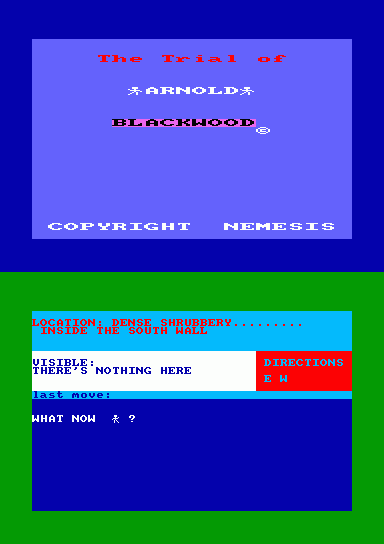 The Trial of
ARNOLD
BLACKWOOD
©
COPYRIGHT NEMESIS
LOCATION: DENSE SHRUBBERY.........
INSIDE THE SOUTH WALL
VISIBLE:
THERE'S NOTHING HERE
DIRECTIONS
E W
last move:
WHAT NOW ?